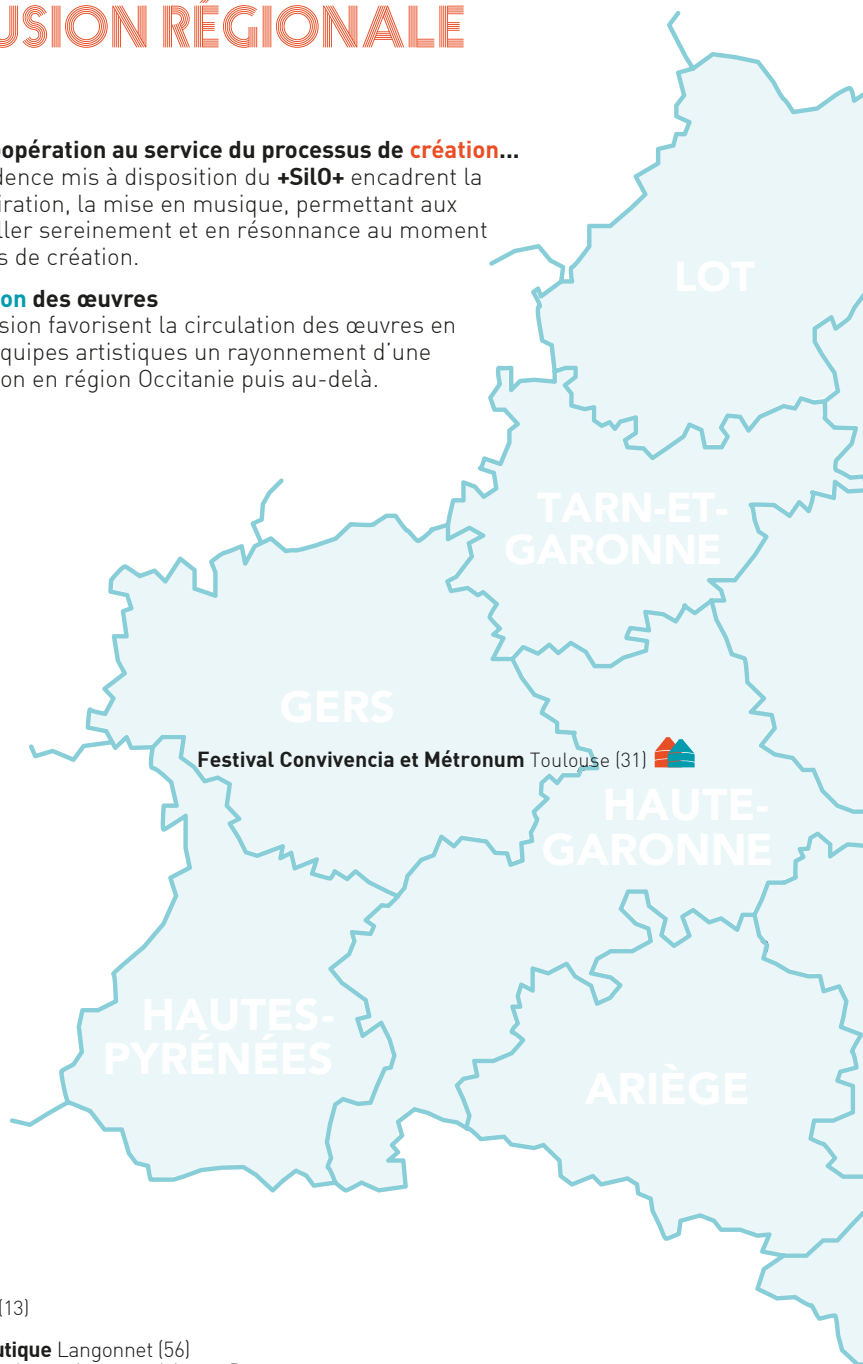 USION RÉGIONALE
opération au service du processus de création...
dence mis à disposition du +SilO+ encadrent la
iration, la mise en musique, permettant aux
ller sereinement et en résonnance au moment
s de création.
on des œuvres
sion favorisent la circulation des œuvres en
quipes artistiques un rayonnement d’une
on en région Occitanie puis au-delà.
LOT
TARN-ET-
GARONNE
GERS
Festival Convivencia et Métronum Toulouse (31)
HAUTE-
GARONNE
HAUTES-
PYRÉNÉES
ARIÈGE
(13)
utique Langonnet (56)